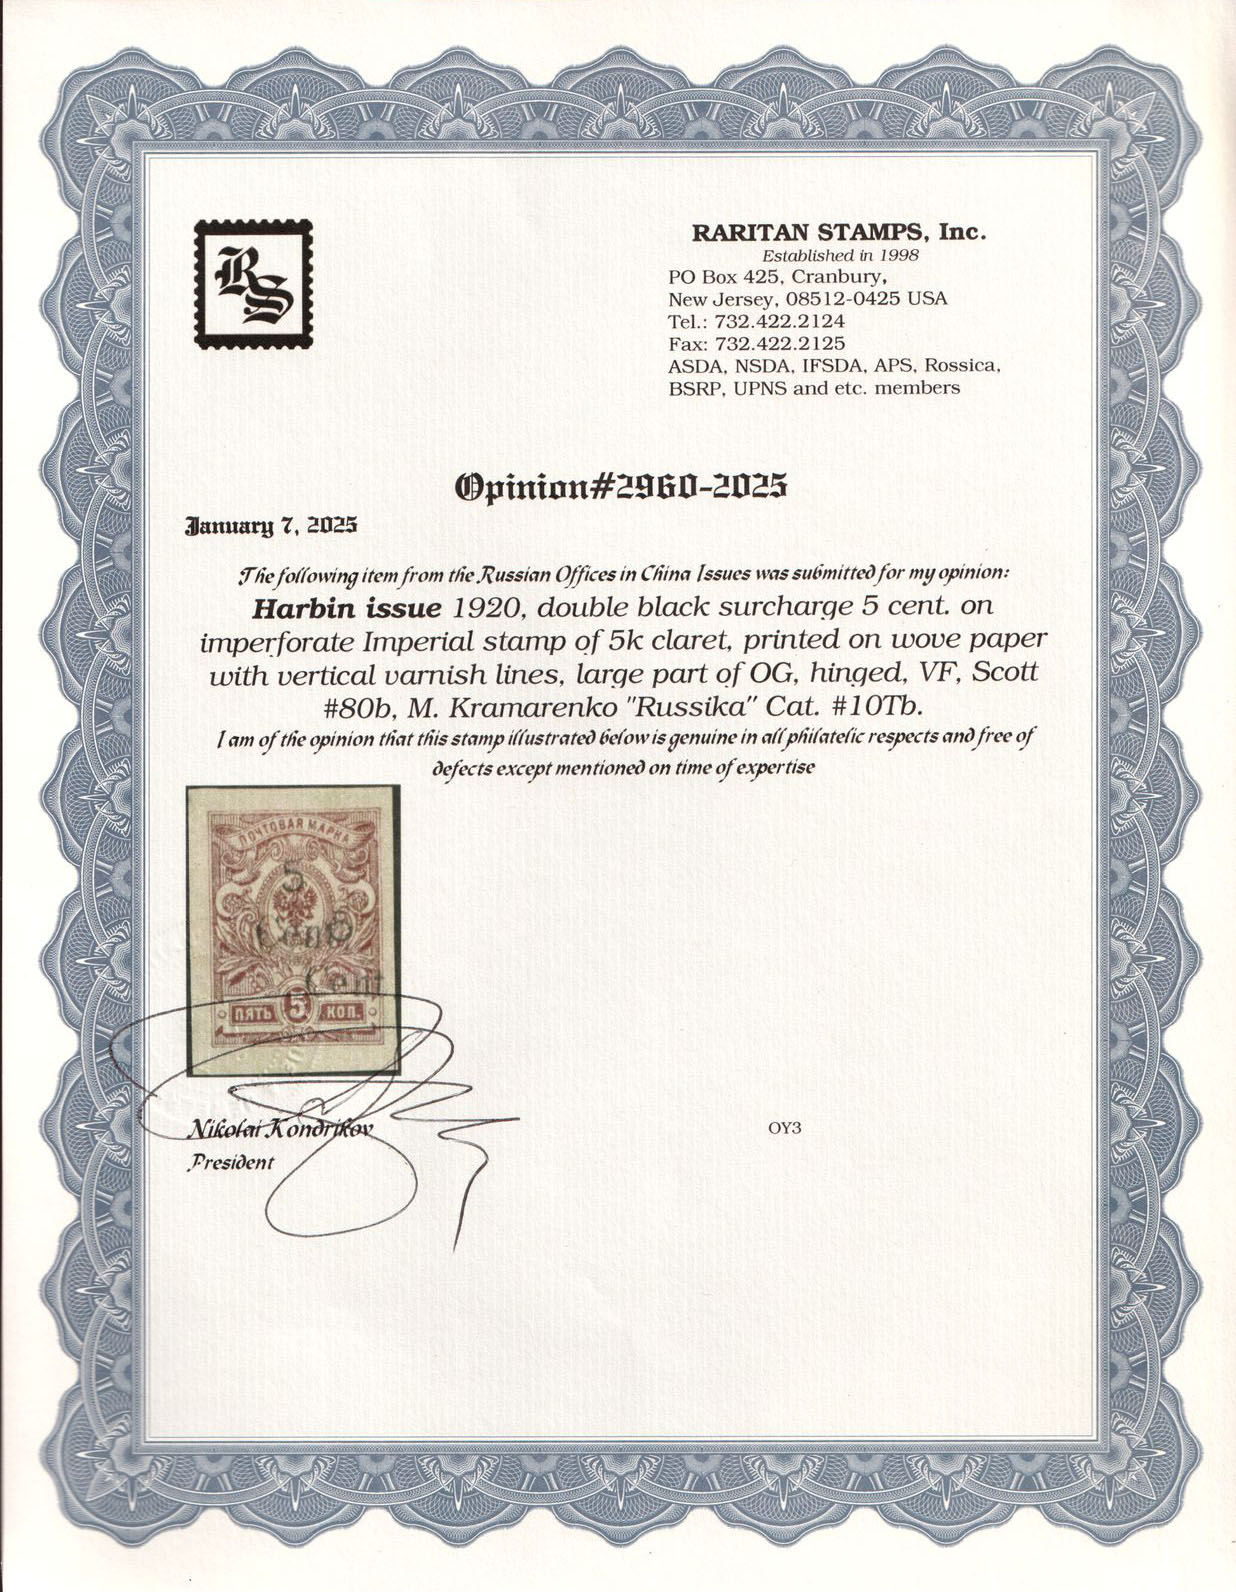 RS
RARITAN STAMPS, Inc.
Established in 1998
PO Box 425, Cranbury,
New Jersey, 08512-0425 USA
Tel.: 732.422.2124
Fax: 732.422.2125
ASDA, NSDA, IFSDA, APS, Rossica,
BSRP, UPNS and etc. members
Opinion#2960-2025
January 7, 2025
The following item from the Russian Offices in China Issues was submitted for my opinion:
Harbin issue 1920, double black surcharge 5 cent. on
imperforate Imperial stamp of 5k claret, printed on wove paper
with vertical varnish lines, large part of OG, hinged, VF, Scott
#80b, M. Kramarenko "Russika" Cat. #10Tb.
I am of the opinion that this stamp illustrated below is genuine in all philatelic respects and free of
defects except mentioned on time of expertise
ПОЧТОВАЯ МАРКА
5
Cent
5
Cent
ПЯТЬ 5 КОП.
Nikolai Kondrikov
President
OY3